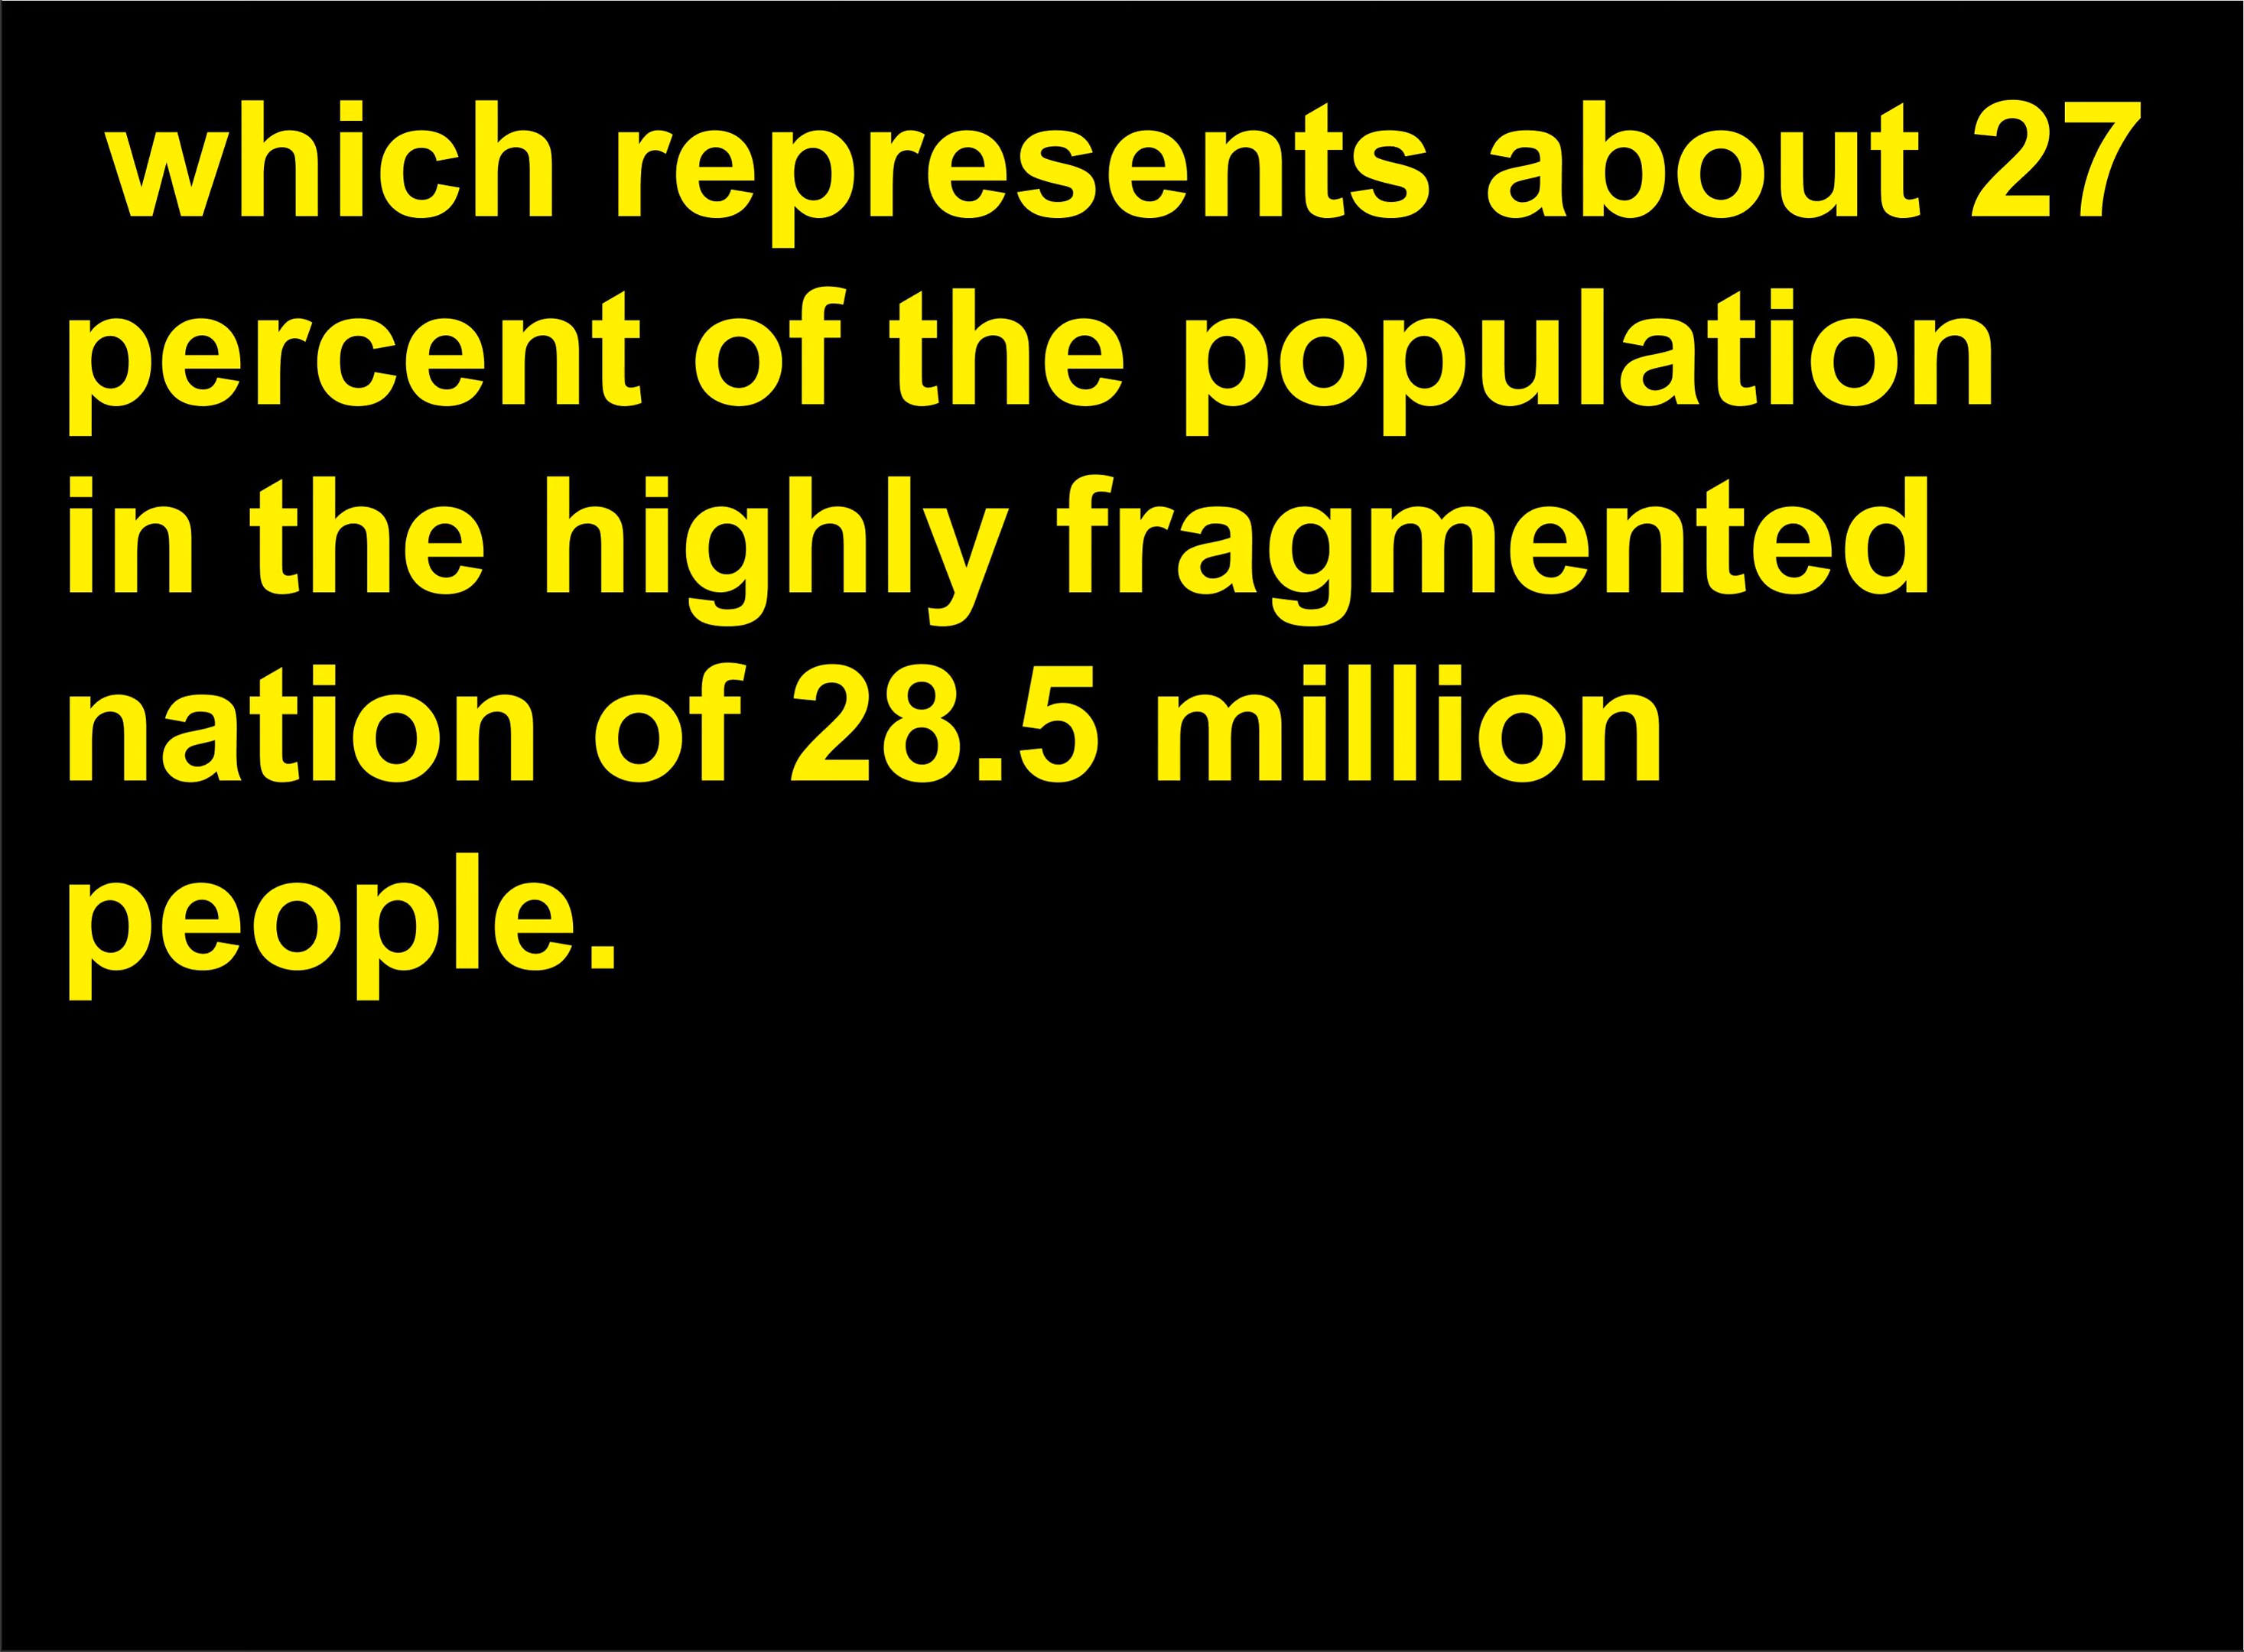 which represents about 27
percent of the population
in the highly fragmented
nation of 28.5 million
people.